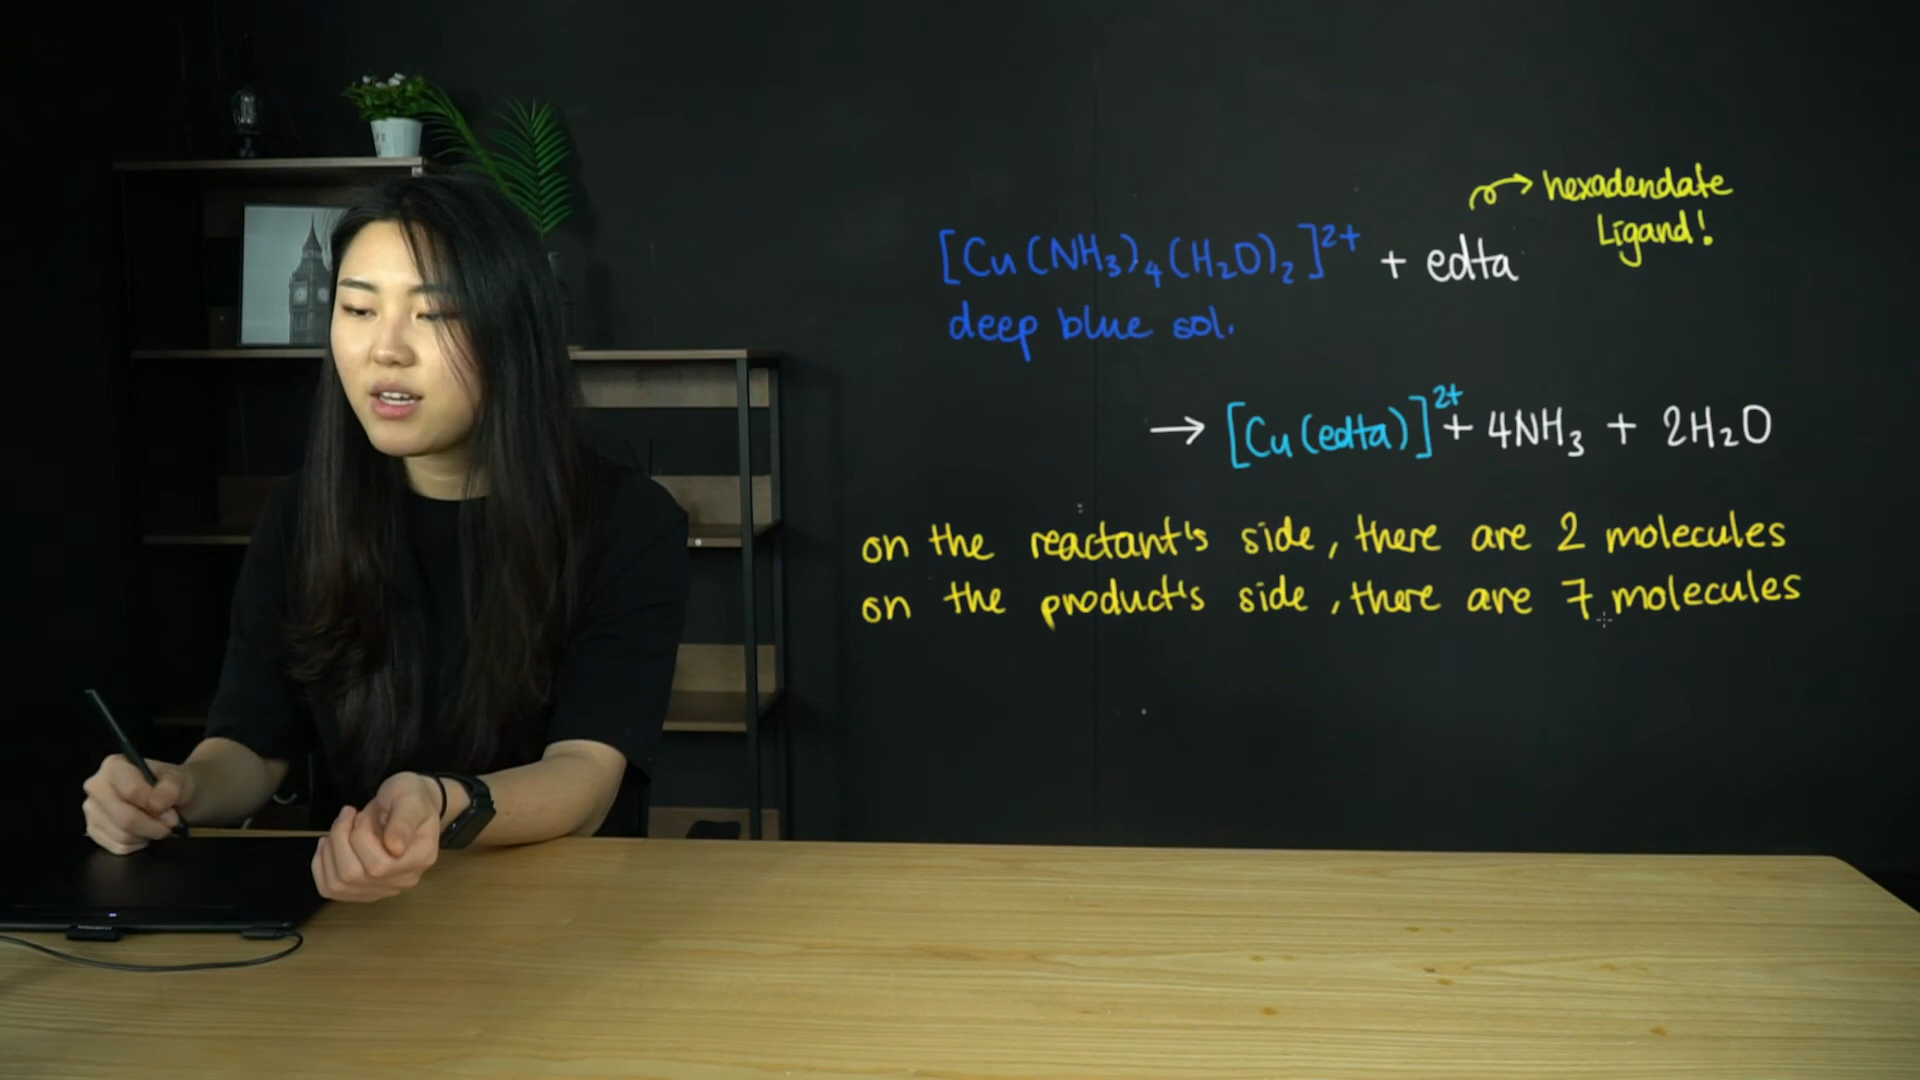 hexadendate
Ligand!
[Cu(NH₃)₄(H₂O)₂]²⁺ + edta
deep blue sol.
→ [Cu(edta)]²⁺ + 4NH₃ + 2H₂O
on the reactant's side, there are 2 molecules
on the product's side, there are 7 molecules